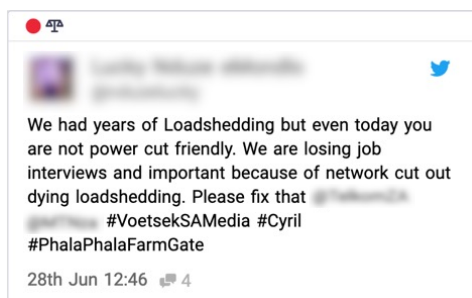 We had years of Loadshedding but even today you
are not power cut friendly. We are losing job
interviews and important because of network cut out
dying loadshedding. Please fix that
#VoetsekSAMedia #Cyril
#PhalaPhalaFarmGate
28th Jun 12:46 4